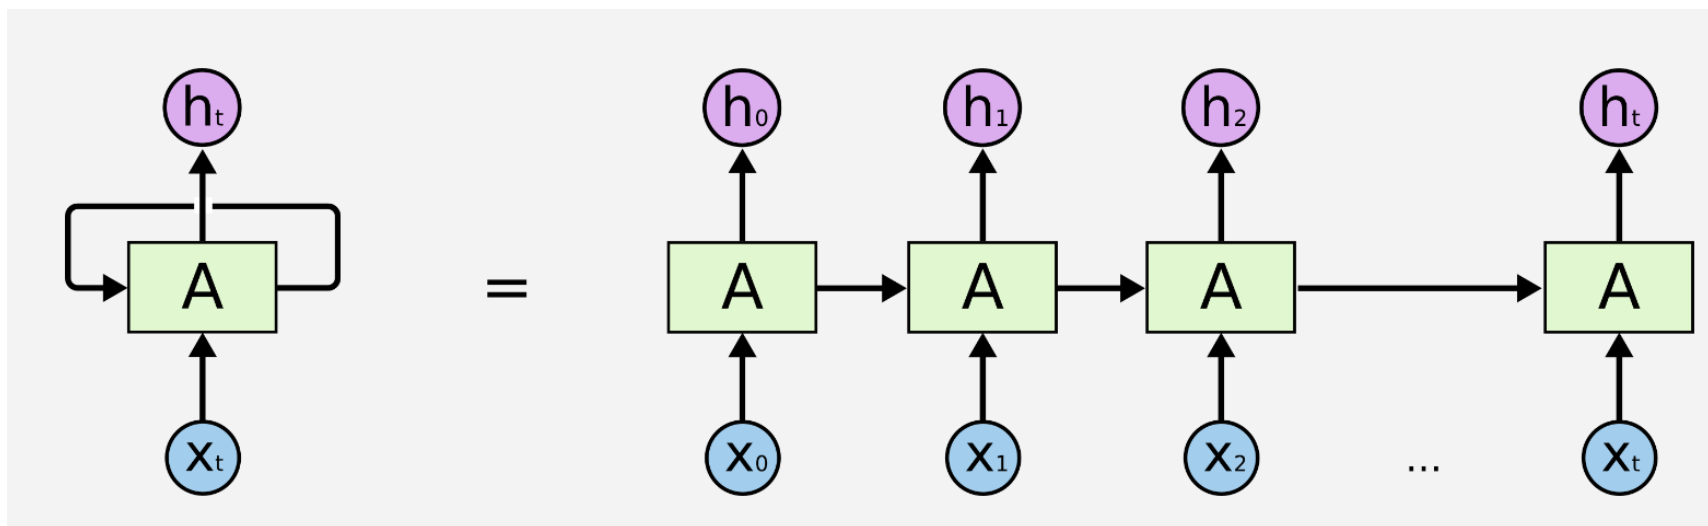 ht h0 h1 h2 ht
A = A A A A
xt x0 x1 x2 ... xt